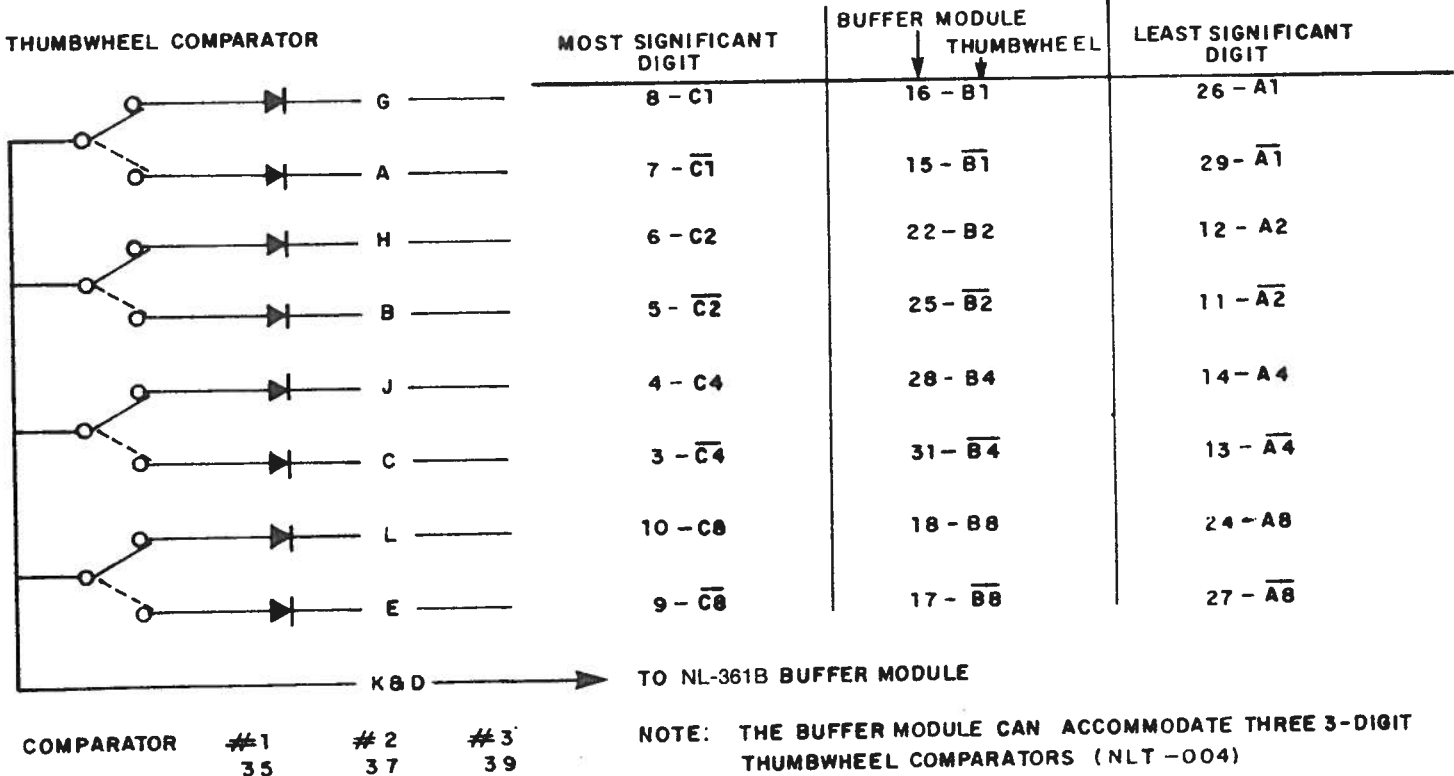 THUMBWHEEL COMPARATOR
MOST SIGNIFICANT
DIGIT
BUFFER MODULE
THUMBWHEEL
LEAST SIGNIFICANT
DIGIT
G 8 - C1 16 - B1 26 - A1
A 7 - C̅1̅ 15 - B̅1̅ 29 - A̅1̅
H 6 - C2 22 - B2 12 - A2
B 5 - C̅2̅ 25 - B̅2̅ 11 - A̅2̅
J 4 - C4 28 - B4 14 - A4
C 3 - C̅4̅ 31 - B̅4̅ 13 - A̅4̅
L 10 - C8 18 - B8 24 - A8
E 9 - C̅8̅ 17 - B̅8̅ 27 - A̅8̅
K & D TO NL-361B BUFFER MODULE
COMPARATOR #1 #2 #3
35 37 39
NOTE: THE BUFFER MODULE CAN ACCOMMODATE THREE 3-DIGIT
THUMBWHEEL COMPARATORS (NLT-004)